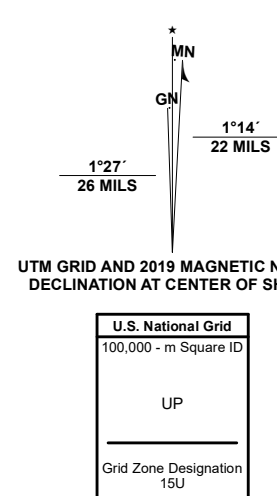 ★
MN
GN
1°14´
22 MILS
1°27´
26 MILS
UTM GRID AND 2019 MAGNETIC N
DECLINATION AT CENTER OF SH
U.S. National Grid
100,000 - m Square ID
UP
Grid Zone Designation
15U